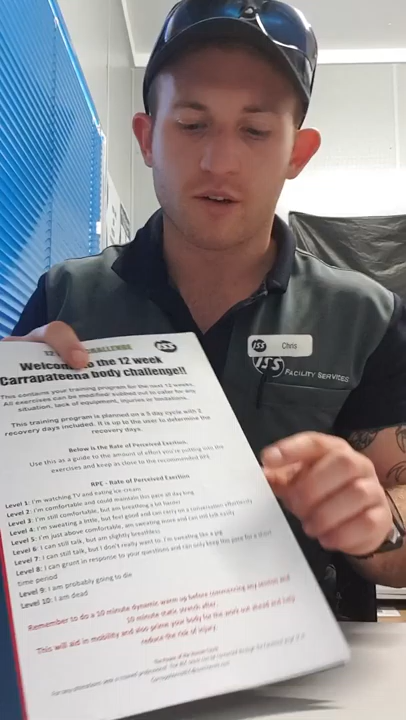 12 WEEK CHALLENGE
ISS
Welcome to the 12 week
Carrapateena body challenge!!
This contains your training program for the next 12 weeks.
All exercises can be modified/ subbed out to cater for any
situation, lack of equipment, injuries or limitations.
This training program is planned on a 5 day cycle with 2
recovery days included. It is up to the user to determine the
recovery days.
Below is the Rate of Perceived Exertion.
Use this as a guide to the amount of effort you're putting into the
exercises and keep in close to the recommended RPE.
RPE - Rate of Perceived Exertion
Level 1: I'm watching TV and eating ice cream
Level 2: I'm comfortable and could maintain this pace all day long
Level 3: I'm still comfortable, but am breathing a bit harder
Level 4: I'm sweating a little, but feel good and can carry on a conversation effortlessly
Level 5: I'm just above comfortable, am sweating more and can still talk easily
Level 6: I can still talk, but am slightly breathless
Level 7: I can still talk, but I don't really want to. I'm sweating like a pig
Level 8: I can grunt in response to your questions and can only keep this pace for a short
time period
Level 9: I am probably going to die
Level 10: I am dead
Remember to do a 10 minute dynamic warm up before commencing any session and
10 minute static stretch after.
This will aid in mobility and also prime your body for the work out ahead and help
reduce the risk of injury.
ISS Chris
ISS FACILITY SERVICES